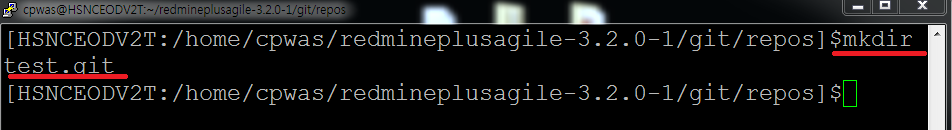 cpwas@HSNCEODV2T:~/redmineplusagile-3.2.0-1/git/repos
[HSNCEODV2T:/home/cpwas/redmineplusagile-3.2.0-1/git/repos]$mkdir
test.git
[HSNCEODV2T:/home/cpwas/redmineplusagile-3.2.0-1/git/repos]$